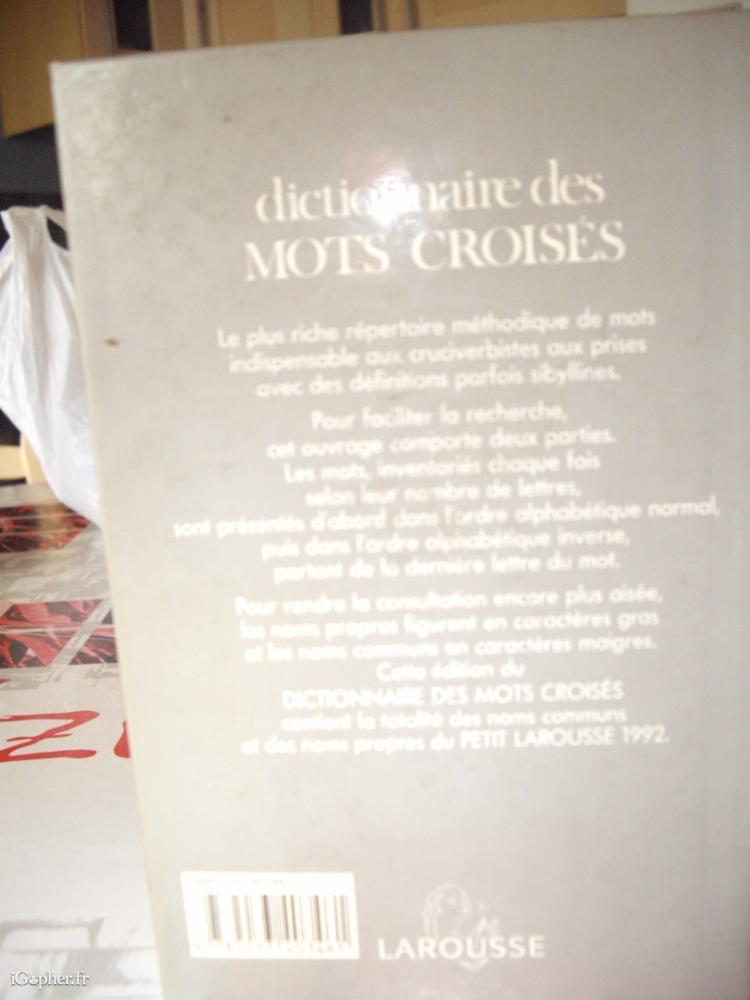 dictionnaire des
MOTS CROISÉS
Le plus riche répertoire méthodique de mots
indispensable aux cruciverbistes aux prises
avec des définitions parfois sibyllines.
Pour faciliter la recherche,
cet ouvrage comporte deux parties.
Les mots, inventoriés chaque fois
selon leur nombre de lettres,
sont présentés d'abord dans l'ordre alphabétique normal,
puis dans l'ordre alphabétique inverse,
partant de la dernière lettre du mot.
Pour rendre la consultation encore plus aisée,
les noms propres figurent en caractères gras
et les noms communs en caractères maigres.
Cette édition du
DICTIONNAIRE DES MOTS CROISÉS
contient la totalité des noms communs
et des noms propres du PETIT LAROUSSE 1992.
LAROUSSE
iGopher.fr